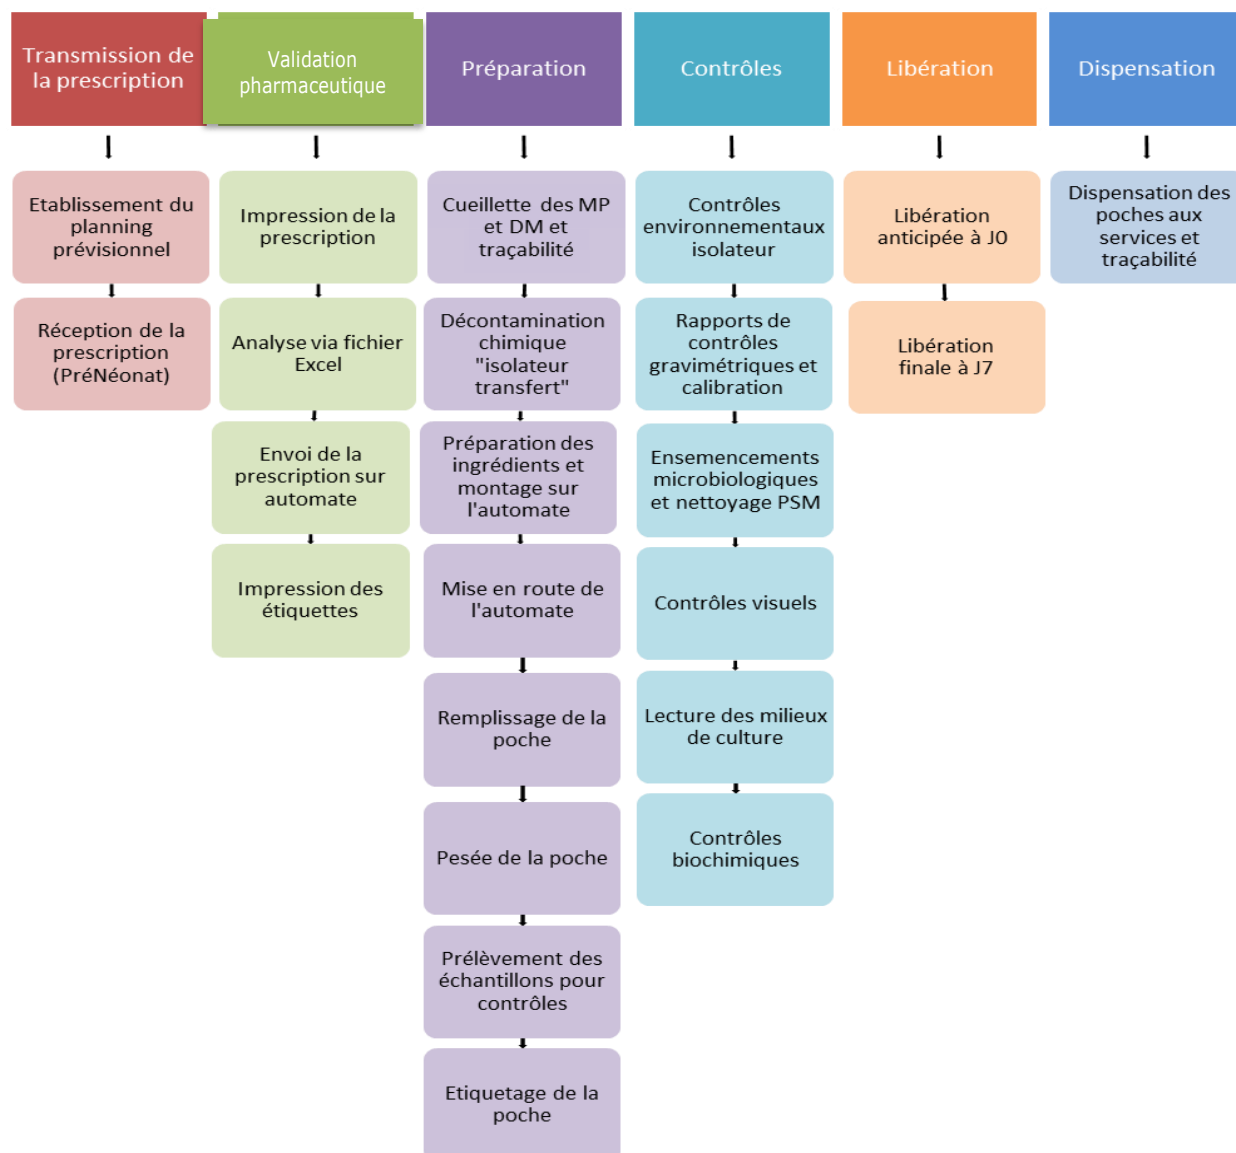 Transmission de
la prescription
Validation
pharmaceutique
Préparation
Contrôles
Libération
Dispensation
Etablissement du
planning
prévisionnel
Réception de la
prescription
(PréNéonat)
Impression de la
prescription
Analyse via fichier
Excel
Envoi de la
prescription sur
automate
Impression des
étiquettes
Cueillette des MP
et DM et
traçabilité
Décontamination
chimique
"isolateur
transfert"
Préparation des
ingrédients et
montage sur
l'automate
Mise en route de
l'automate
Remplissage de la
poche
Pesée de la poche
Prélèvement des
échantillons pour
contrôles
Etiquetage de la
poche
Contrôles
environnementaux
isolateur
Rapports de
contrôles
gravimétriques et
calibration
Ensemencements
microbiologiques
et nettoyage PSM
Contrôles visuels
Lecture des milieux
de culture
Contrôles
biochimiques
Libération
anticipée à J0
Libération
finale à J7
Dispensation des
poches aux
services et
traçabilité